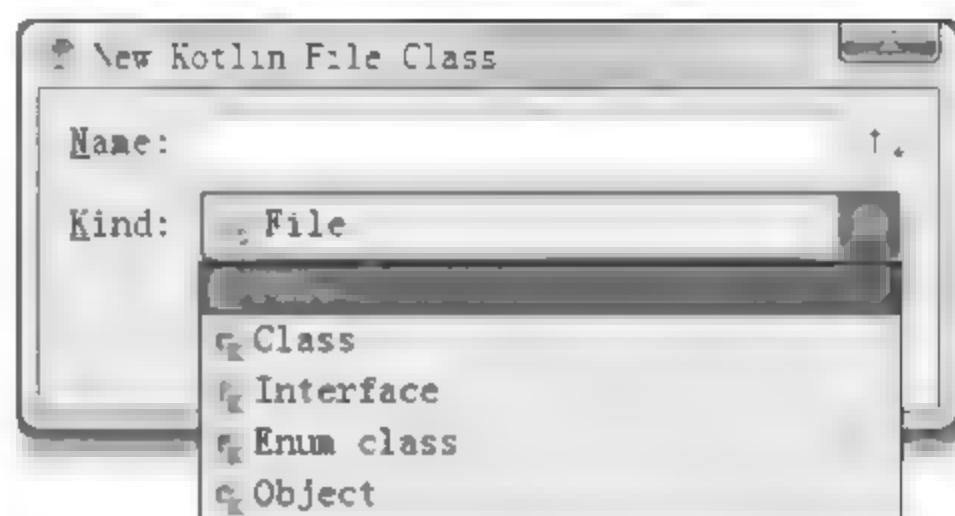 New Kotlin File Class
Name:
Kind:
File
Class
Interface
Enum class
Object